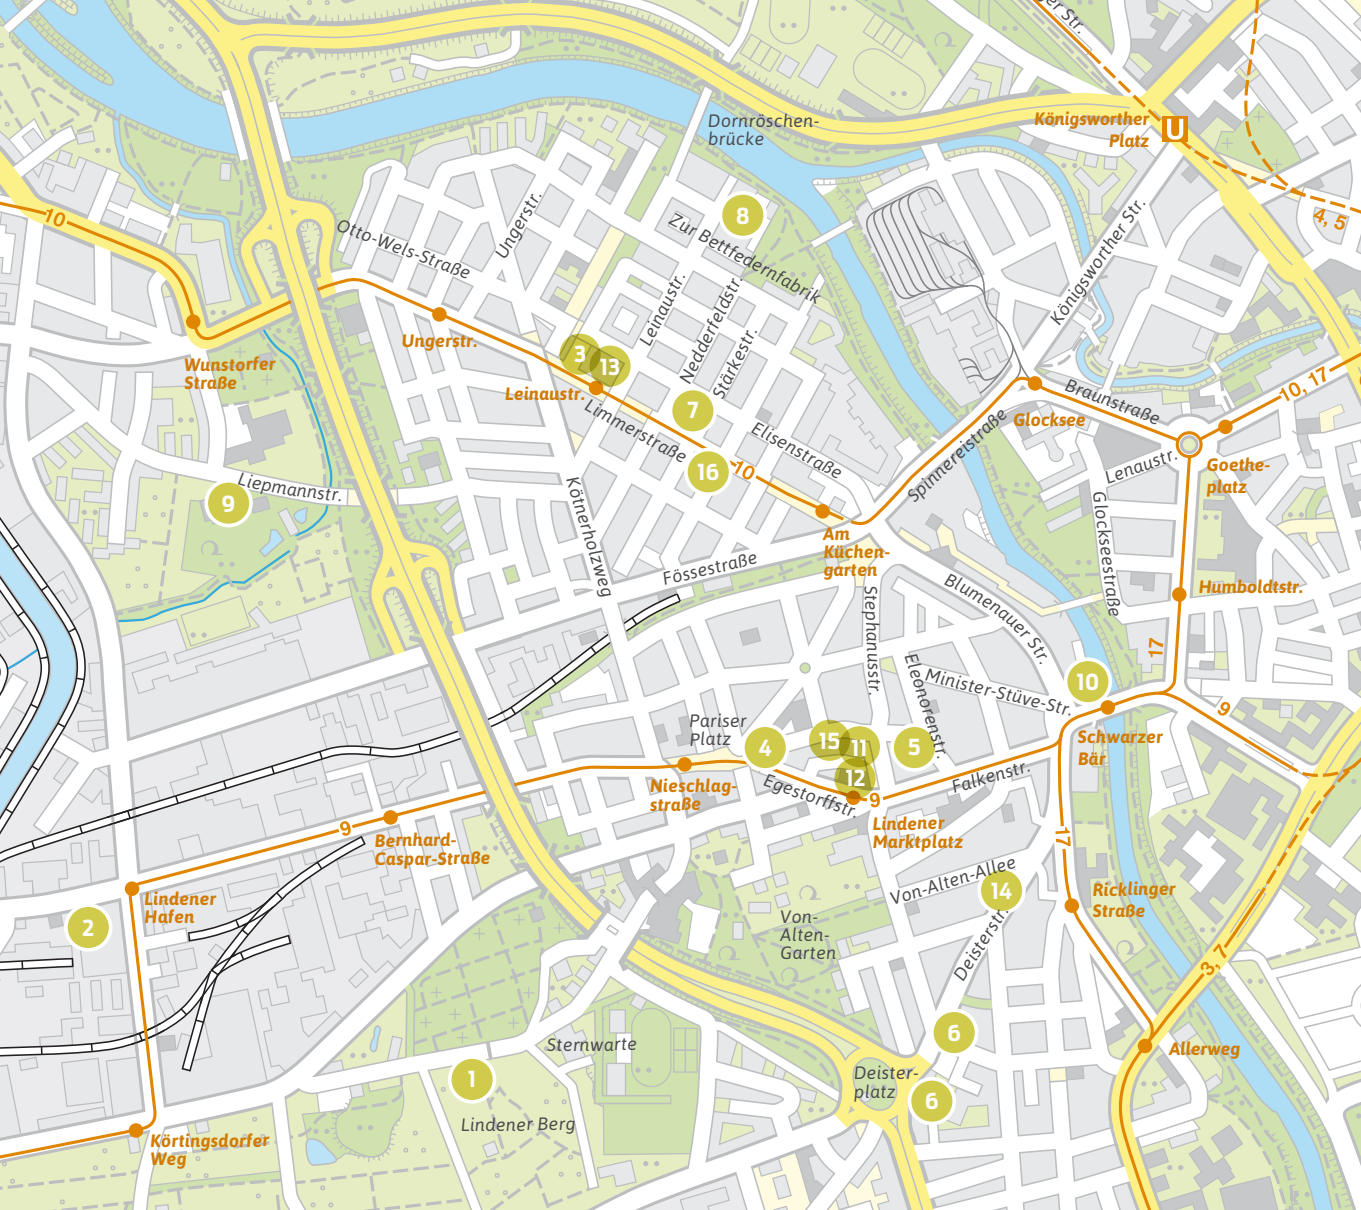 er Str.
Königsworther
Platz
U
4, 5
Dornröschen-
brücke
10
8
Otto-Wels-Straße
Ungerstr.
Zur Bettfedernfabrik
Königsworther Str.
Leinaustr.
Nedderfeldstr.
Stärkestr.
Ungerstr.
Wunstorfer
Straße
3
13
Leinaustr.
7
Limmerstraße
Elisenstraße
16
10
Glocksee
Braunstraße
10, 17
Spinnereistraße
Lenaustr.
Goethe-
platz
9
Liepmannstr.
Kötnerholzweg
Am
Küchen-
garten
Fössestraße
Glockseestraße
Humboldtstr.
Blumenauer Str.
Stephanusstr.
17
Eleonorenstr.
Minister-Stüve-Str.
10
9
Schwarzer
Bär
Pariser
Platz
4
15
11
5
12
Nieschlag-
straße
Egestorffstr.
9
Falkenstr.
Lindener
Marktplatz
9
Bernhard-
Caspar-Straße
17
Von-Alten-Allee
14
Ricklinger
Straße
Lindener
Hafen
2
Von-
Alten-
Garten
Deisterstr.
3, 7
6
Sternwarte
Allerweg
1
Deister-
platz
6
Lindener Berg
Körtingsdorfer
Weg